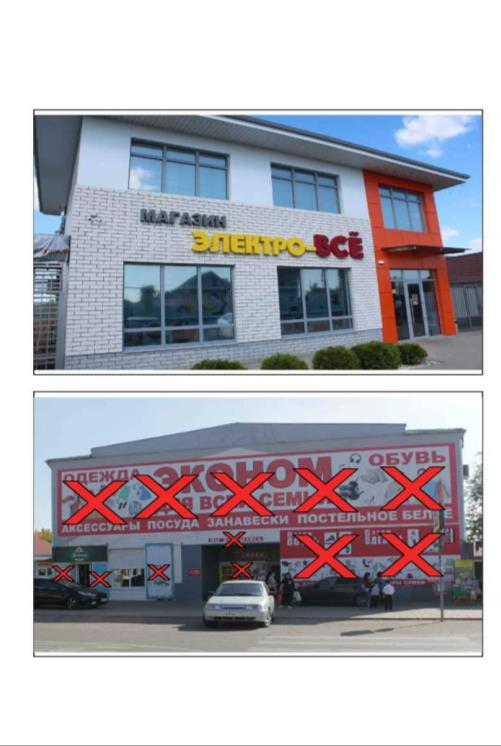 МАГАЗИН
ЭЛЕКТРО-ВСЁ
ОДЕЖДА ЭКОНОМ ОБУВЬ
ДЛЯ ВСЕЙ СЕМЬИ
АКСЕССУАРЫ ПОСУДА ЗАНАВЕСКИ ПОСТЕЛЬНОЕ БЕЛЬЕ